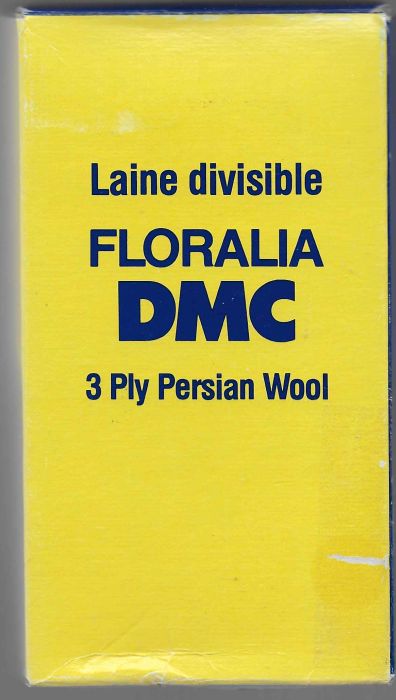 Laine divisible
FLORALIA
DMC
3 Ply Persian Wool